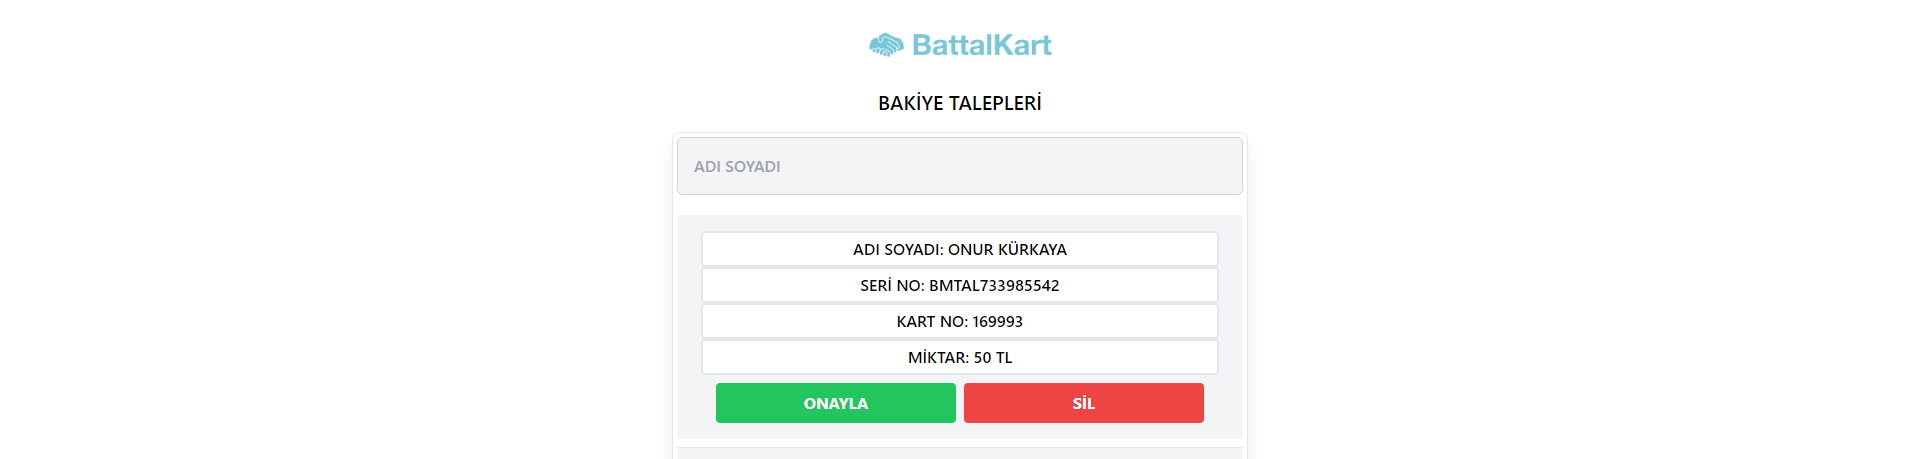 BattalKart
BAKİYE TALEPLERİ
ADI SOYADI
ADI SOYADI: ONUR KÜRKAYA
SERİ NO: BMTAL733985542
KART NO: 169993
MİKTAR: 50 TL
ONAYLA
SİL